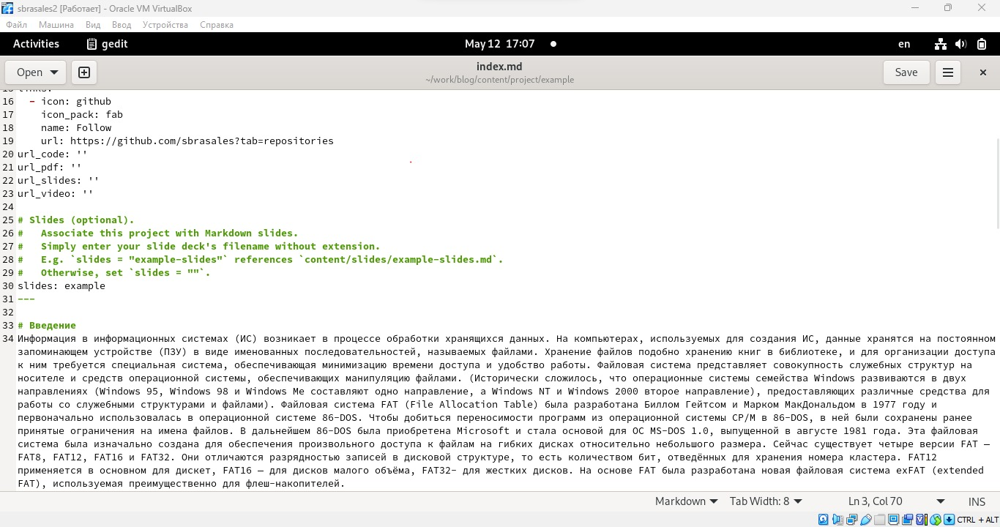 sbrasales2 [Работает] - Oracle VM VirtualBox
Файл Машина Вид Ввод Устройства Справка
Activities gedit May 12 17:07 en
Open index.md Save
~/work/blog/content/project/example
15 links:
16 - icon: github
17 icon_pack: fab
18 name: Follow
19 url: https://github.com/sbrasales?tab=repositories
20 url_code: ''
21 url_pdf: ''
22 url_slides: ''
23 url_video: ''
24
25 # Slides (optional).
26 #   Associate this project with Markdown slides.
27 #   Simply enter your slide deck's filename without extension.
28 #   E.g. `slides = "example-slides"` references `content/slides/example-slides.md`.
29 #   Otherwise, set `slides = ""`.
30 slides: example
31 ---
32
33 # Введение
34 Информация в информационных системах (ИС) возникает в процессе обработки хранящихся данных. На компьютерах, используемых для создания ИС, данные хранятся на постоянном
запоминающем устройстве (ПЗУ) в виде именованных последовательностей, называемых файлами. Хранение файлов подобно хранению книг в библиотеке, и для организации доступа
к ним требуется специальная система, обеспечивающая минимизацию времени доступа и удобство работы. Файловая система представляет совокупность служебных структур на
носителе и средств операционной системы, обеспечивающих манипуляцию файлами. (Исторически сложилось, что операционные системы семейства Windows развиваются в двух
направлениях (Windows 95, Windows 98 и Windows Me составляют одно направление, а Windows NT и Windows 2000 второе направление), предоставляющих различные средства для
работы со служебными структурами и файлами). Файловая система FAT (File Allocation Table) была разработана Биллом Гейтсом и Марком МакДональдом в 1977 году и
первоначально использовалась в операционной системе 86-DOS. Чтобы добиться переносимости программ из операционной системы CP/M в 86-DOS, в ней были сохранены ранее
принятые ограничения на имена файлов. В дальнейшем 86-DOS была приобретена Microsoft и стала основой для ОС MS-DOS 1.0, выпущенной в августе 1981 года. Эта файловая
система была изначально создана для обеспечения произвольного доступа к файлам на гибких дисках относительно небольшого размера. Сейчас существует четыре версии FAT —
FAT8, FAT12, FAT16 и FAT32. Они отличаются разрядностью записей в дисковой структуре, то есть количеством бит, отведённых для хранения номера кластера. FAT12
применяется в основном для дискет, FAT16 — для дисков малого объёма, FAT32- для жестких дисков. На основе FAT была разработана новая файловая система exFAT (extended
FAT), используемая преимущественно для флеш-накопителей.
Markdown Tab Width: 8 Ln 3, Col 70 INS
CTRL + ALT